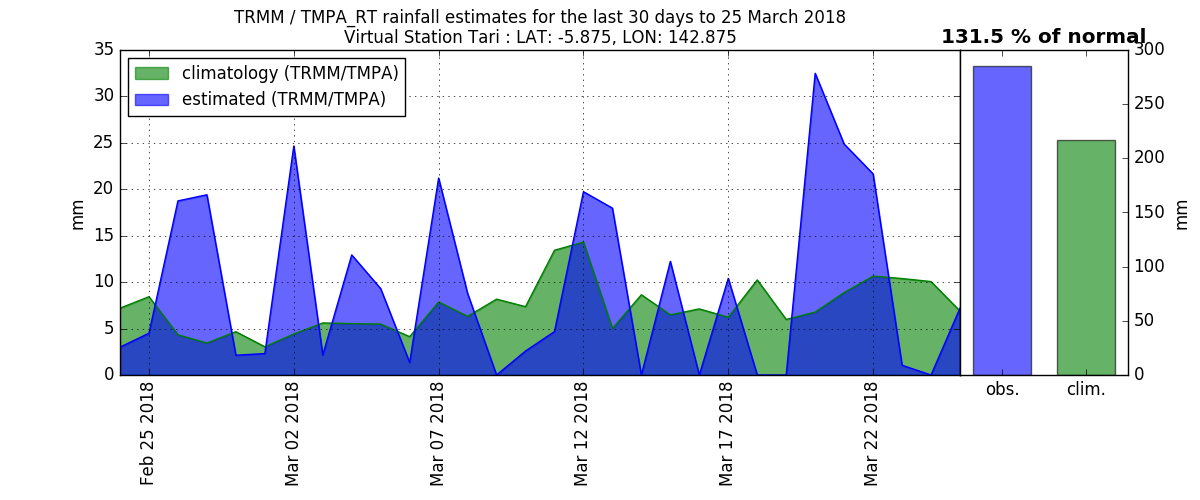 TRMM / TMPA_RT rainfall estimates for the last 30 days to 25 March 2018
Virtual Station Tari : LAT: -5.875, LON: 142.875
131.5 % of normal
climatology (TRMM/TMPA)
estimated (TRMM/TMPA)
mm
35
30
25
20
15
10
5
0
Feb 25 2018
Mar 02 2018
Mar 07 2018
Mar 12 2018
Mar 17 2018
Mar 22 2018
obs.
clim.
300
250
200
150
100
50
0
mm